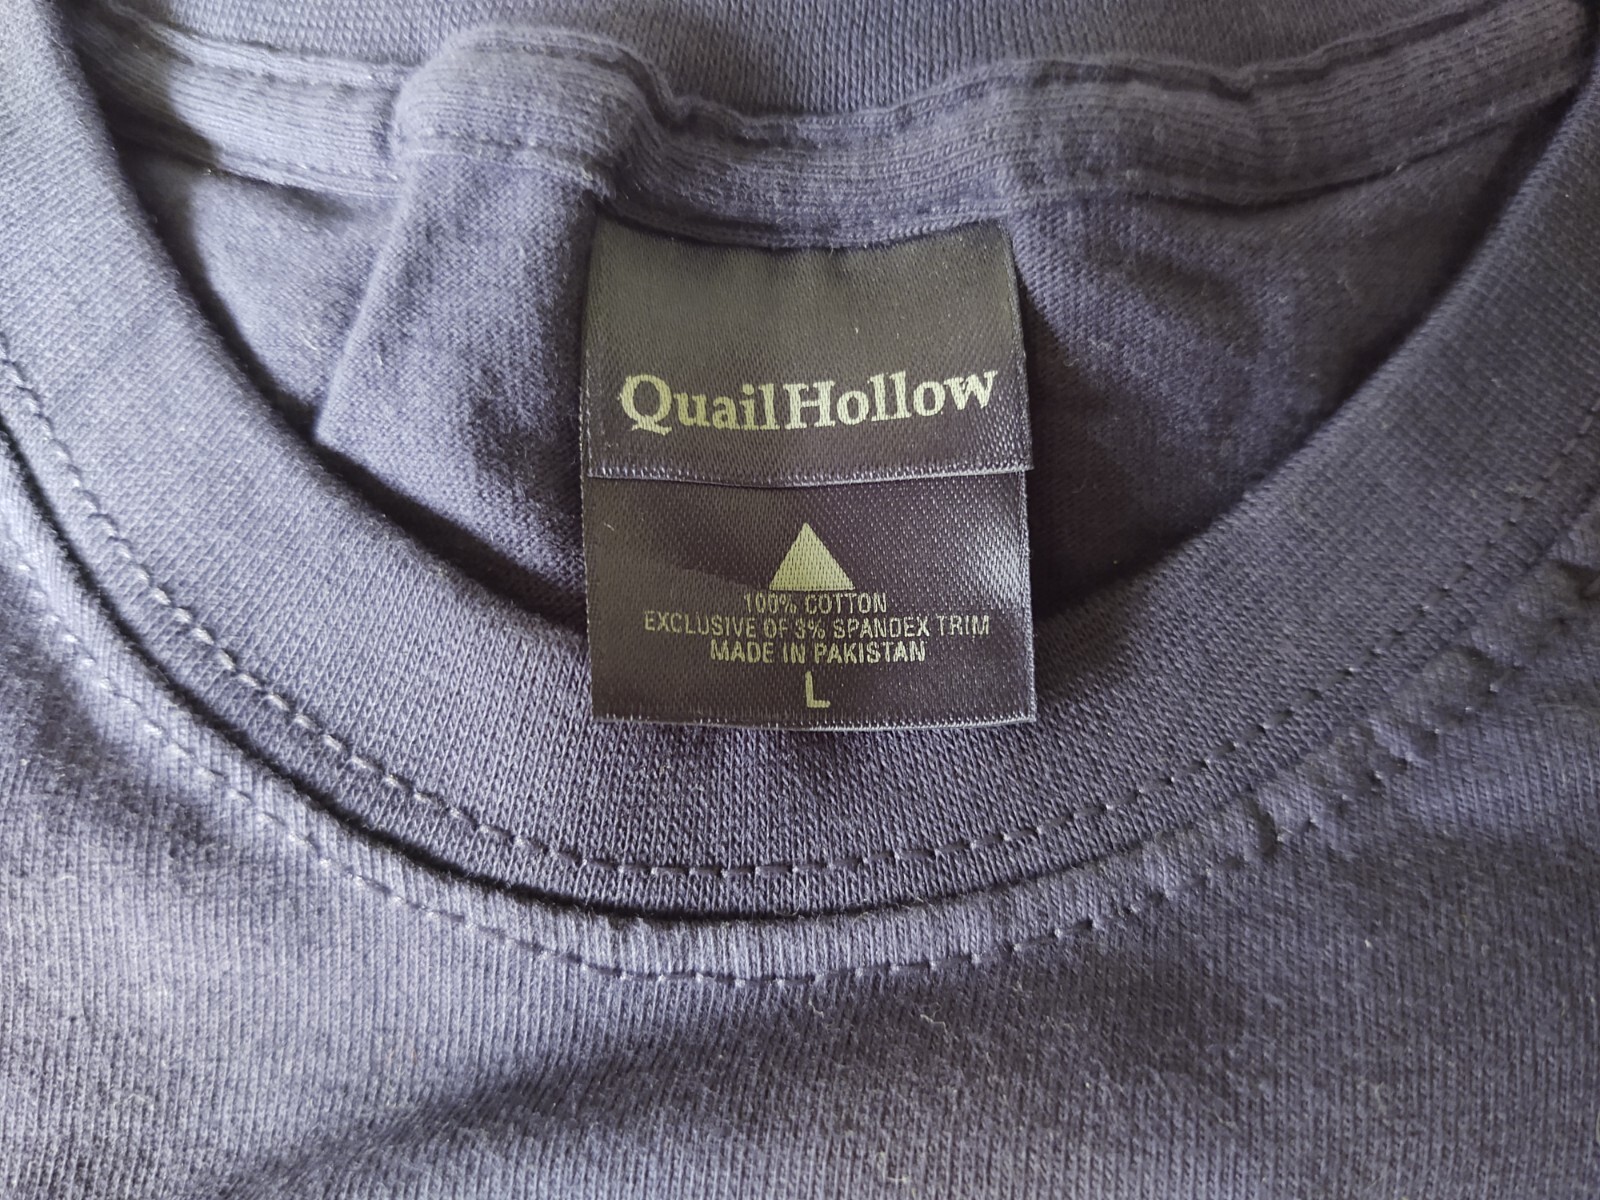 QuailHollow
100% COTTON
EXCLUSIVE OF 3% SPANDEX TRIM
MADE IN PAKISTAN
L